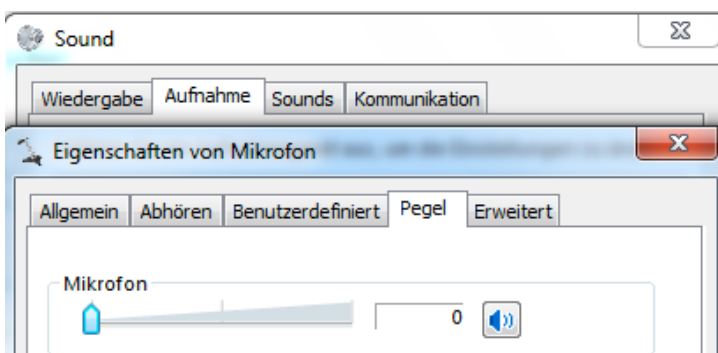 Sound
Wiedergabe Aufnahme Sounds Kommunikation
Eigenschaften von Mikrofon
Allgemein Abhören Benutzerdefiniert Pegel Erweitert
Mikrofon
0